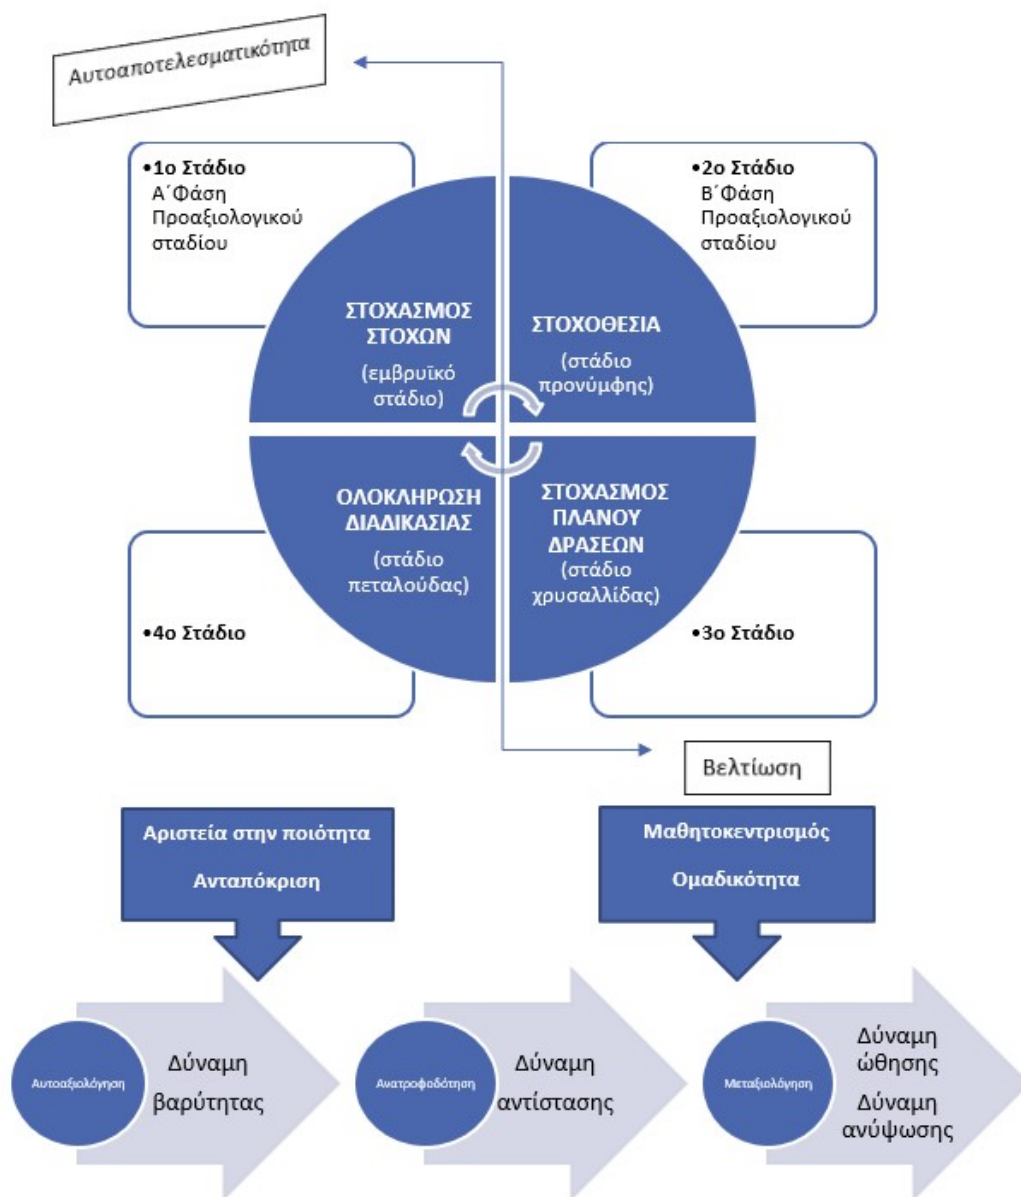 Αυτοαποτελεσματικότητα
•1ο Στάδιο
Α΄Φάση
Προαξιολογικού
σταδίου
•2ο Στάδιο
Β΄Φάση
Προαξιολογικού
σταδίου
ΣΤΟΧΑΣΜΟΣ
ΣΤΟΧΩΝ
(εμβρυϊκό
στάδιο)
ΣΤΟΧΟΘΕΣΙΑ
(στάδιο
προνύμφης)
ΟΛΟΚΛΗΡΩΣΗ
ΔΙΑΔΙΚΑΣΙΑΣ
(στάδιο
πεταλούδας)
ΣΤΟΧΑΣΜΟΣ
ΠΛΑΝΟΥ
ΔΡΑΣΕΩΝ
(στάδιο
χρυσαλλίδας)
•4ο Στάδιο
•3ο Στάδιο
Βελτίωση
Αριστεία στην ποιότητα
Ανταπόκριση
Μαθητοκεντρισμός
Ομαδικότητα
Αυτοαξιολόγηση
Δύναμη
βαρύτητας
Ανατροφοδότηση
Δύναμη
αντίστασης
Μεταξιολόγηση
Δύναμη
ώθησης
Δύναμη
ανύψωσης